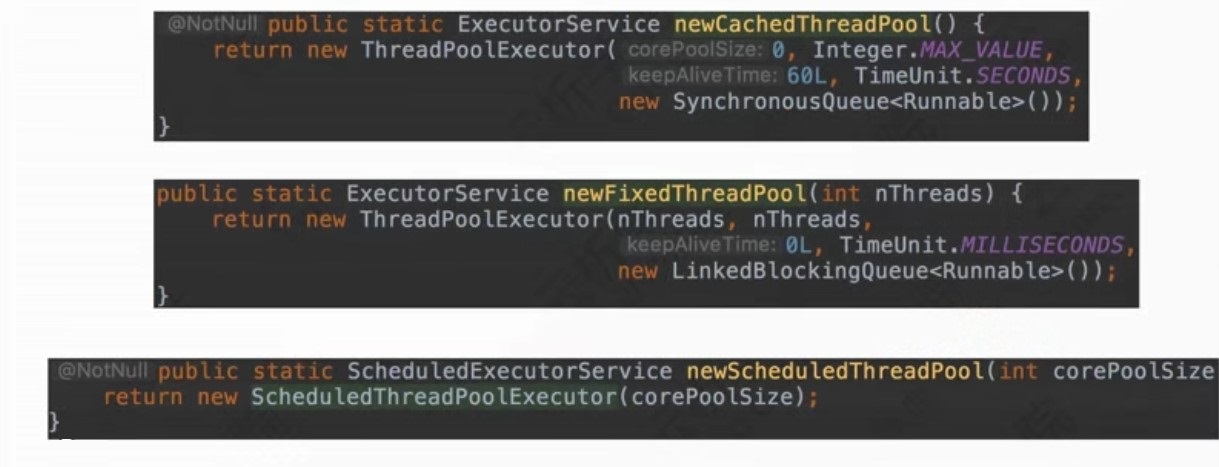 @NotNull public static ExecutorService newCachedThreadPool() {
return new ThreadPoolExecutor( corePoolSize: 0, Integer.MAX_VALUE,
keepAliveTime: 60L, TimeUnit.SECONDS,
new SynchronousQueue<Runnable>());
}
public static ExecutorService newFixedThreadPool(int nThreads) {
return new ThreadPoolExecutor(nThreads, nThreads,
keepAliveTime: 0L, TimeUnit.MILLISECONDS,
new LinkedBlockingQueue<Runnable>());
}
@NotNull public static ScheduledExecutorService newScheduledThreadPool(int corePoolSize
return new ScheduledThreadPoolExecutor(corePoolSize);
}